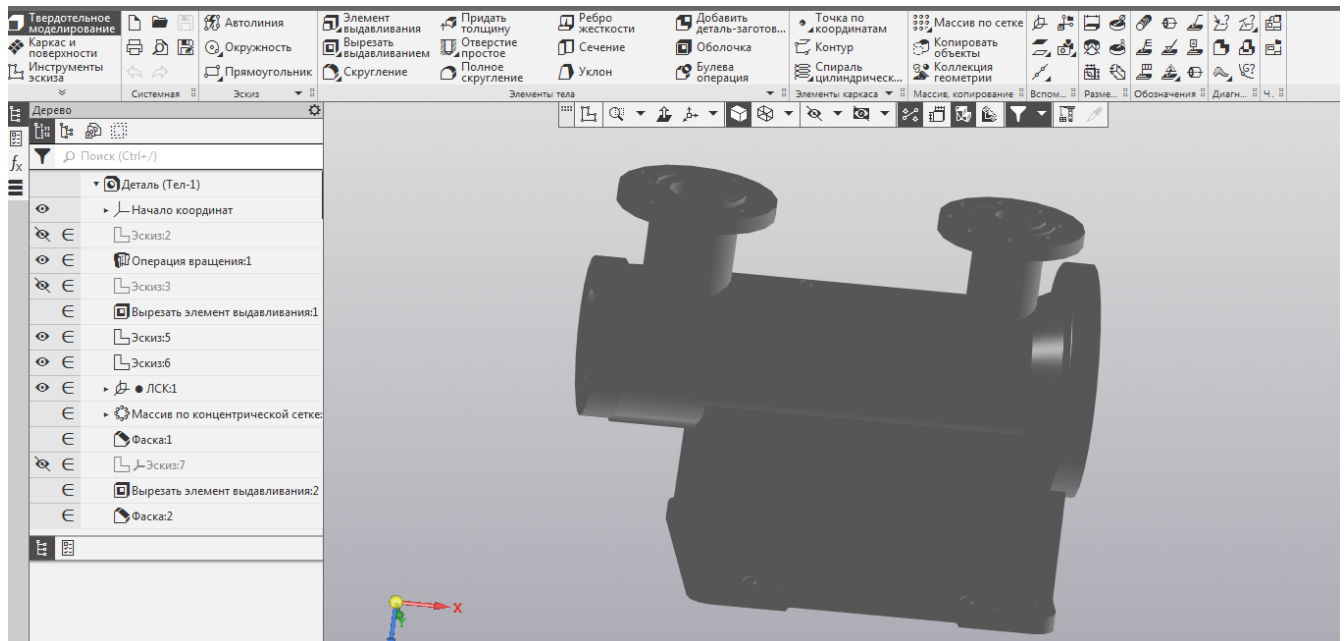 Твердотельное
моделирование
Каркас и
поверхности
Инструменты
эскиза
Системная
Автолиния
Окружность
Прямоугольник
Эскиз
Элемент
выдавливания
Вырезать
выдавливанием
Скругление
Придать
толщину
Отверстие
простое
Полное
скругление
Ребро
жесткости
Сечение
Уклон
Добавить
деталь-заготов...
Оболочка
Булева
операция
Элементы тела
Точка по
координатам
Контур
Спираль
цилиндрическ...
Элементы каркаса
Массив по сетке
Копировать
объекты
Коллекция
геометрии
Массив, копирование
Вспом...
Разме...
Обозначения
Диагн...
Ч.
Дерево
fx
Поиск (Ctrl+/)
Деталь (Тел-1)
Начало координат
Эскиз:2
Операция вращения:1
Эскиз:3
Вырезать элемент выдавливания:1
Эскиз:5
Эскиз:6
ЛСК:1
Массив по концентрической сетке:
Фаска:1
Эскиз:7
Вырезать элемент выдавливания:2
Фаска:2
X